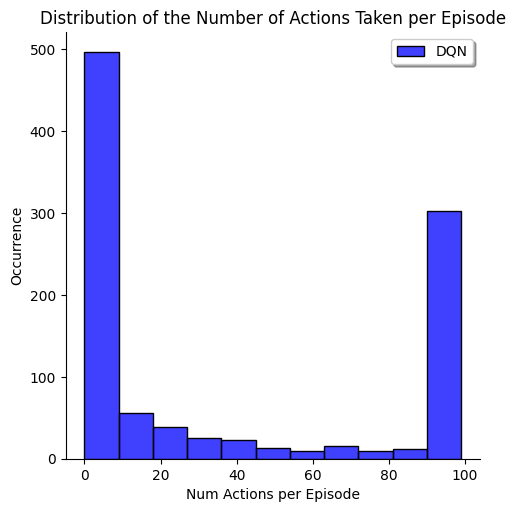 Distribution of the Number of Actions Taken per Episode
DQN
500
400
300
200
100
0
Occurrence
0 20 40 60 80 100
Num Actions per Episode